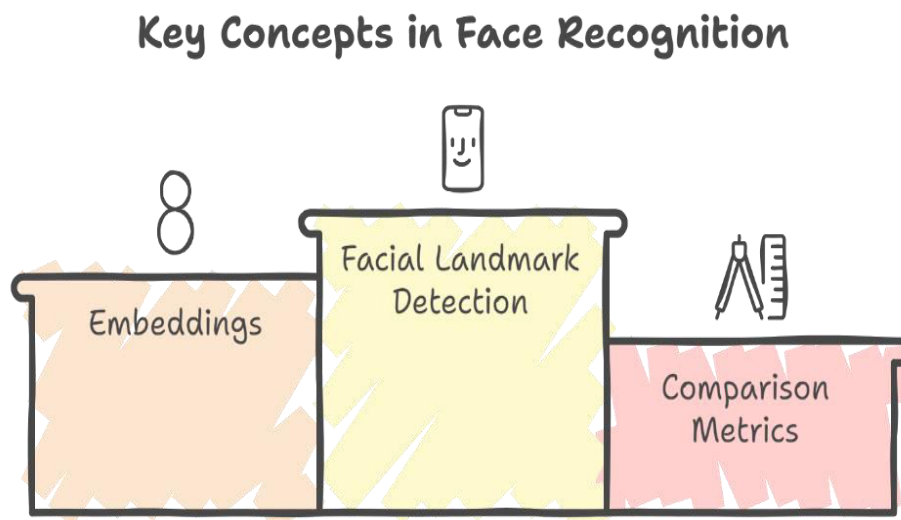 Key Concepts in Face Recognition
Embeddings
Facial Landmark
Detection
Comparison
Metrics